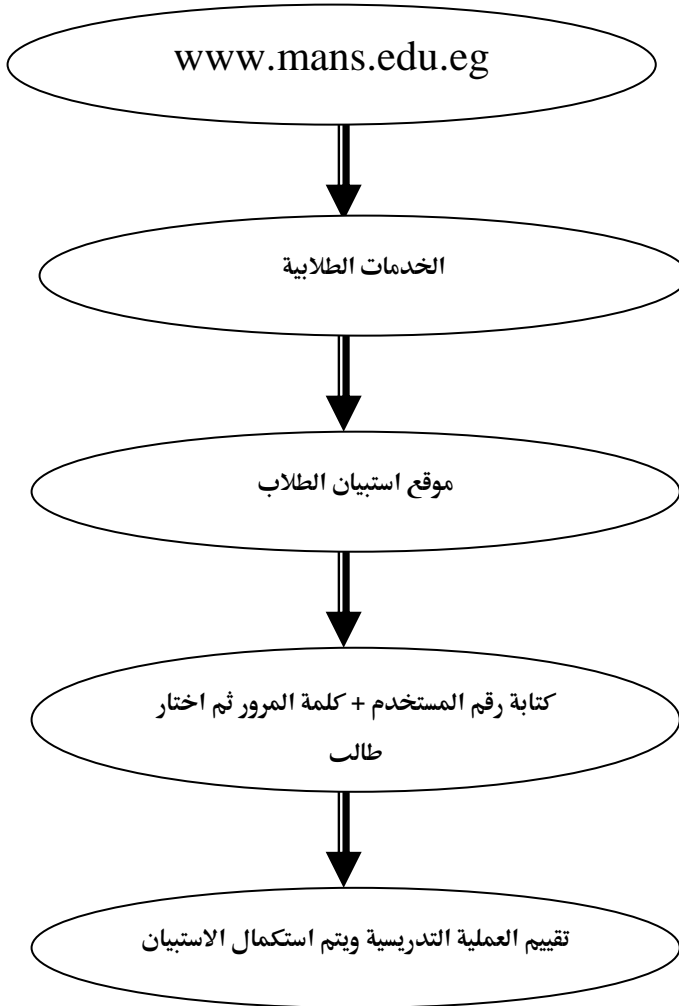 www.mans.edu.eg
الخدمات الطلابية
موقع استبيان الطلاب
كتابة رقم المستخدم + كلمة المرور ثم اختار
طالب
تقييم العملية التدريسية ويتم استكمال الاستبيان